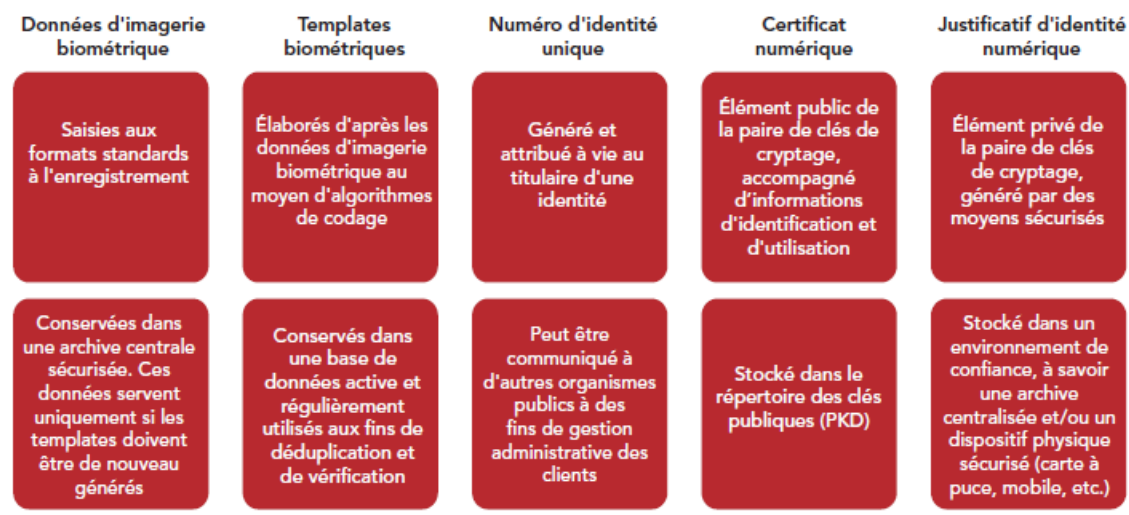 Données d'imagerie
biométrique
Templates
biométriques
Numéro d'identité
unique
Certificat
numérique
Justificatif d'identité
numérique
Saisies aux
formats standards
à l'enregistrement
Élaborés d'après les
données d'imagerie
biométrique au
moyen d'algorithmes
de codage
Généré et
attribué à vie au
titulaire d'une
identité
Élément public de
la paire de clés de
cryptage,
accompagné
d'informations
d'identification et
d'utilisation
Élément privé de
la paire de clés
de cryptage,
généré par des
moyens sécurisés
Conservées dans
une archive centrale
sécurisée. Ces
données servent
uniquement si les
templates doivent
être de nouveau
générés
Conservés dans
une base de
données active et
régulièrement
utilisés aux fins de
déduplication et
de vérification
Peut être
communiqué à
d'autres organismes
publics à des
fins de gestion
administrative des
clients
Stocké dans le
répertoire des clés
publiques (PKD)
Stocké dans un
environnement de
confiance, à savoir
une archive
centralisée et/ou un
dispositif physique
sécurisé (carte à
puce, mobile, etc.)